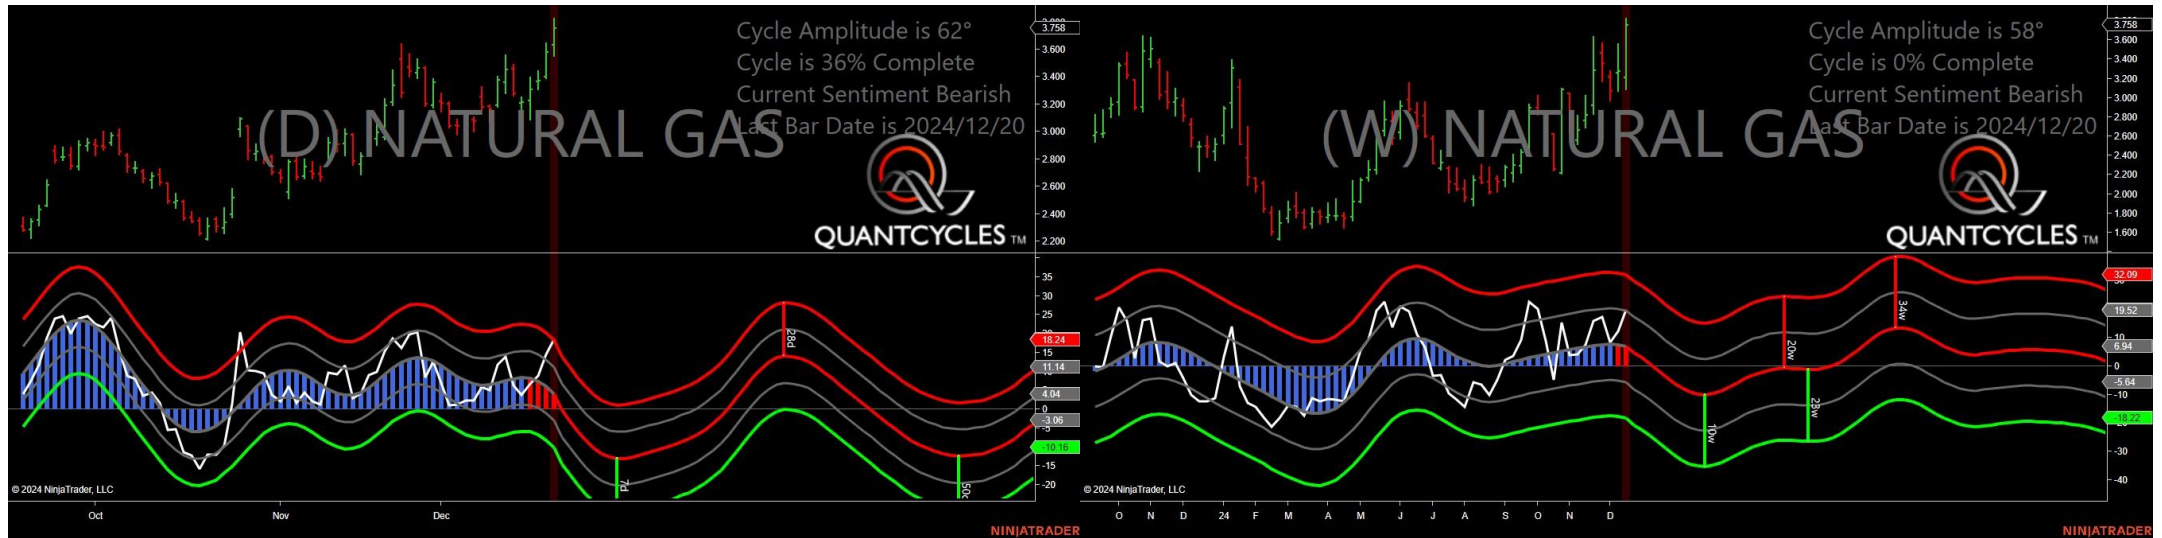 Cycle Amplitude is 62°
Cycle is 36% Complete
Current Sentiment Bearish
Last Bar Date is 2024/12/20
(D) NATURAL GAS
QUANTCYCLES TM
3.758
3.600
3.400
3.200
3.000
2.800
2.600
2.400
2.200
35
30
25
18.24
15
11.14
4.04
0
-3.06
-5
-10.16
-15
-20
28d
7d
© 2024 NinjaTrader, LLC
Oct
Nov
Dec
NINJATRADER
Cycle Amplitude is 58°
Cycle is 0% Complete
Current Sentiment Bearish
Last Bar Date is 2024/12/20
(W) NATURAL GAS
QUANTCYCLES TM
3.758
3.600
3.400
3.200
3.000
2.800
2.600
2.400
2.200
2.000
1.800
1.600
32.09
19.52
10
6.94
0
-5.64
-10
-18.22
-30
-40
10w
20w
23w
34w
© 2024 NinjaTrader, LLC
O N D 24 F M A M J J A S O N D
NINJATRADER